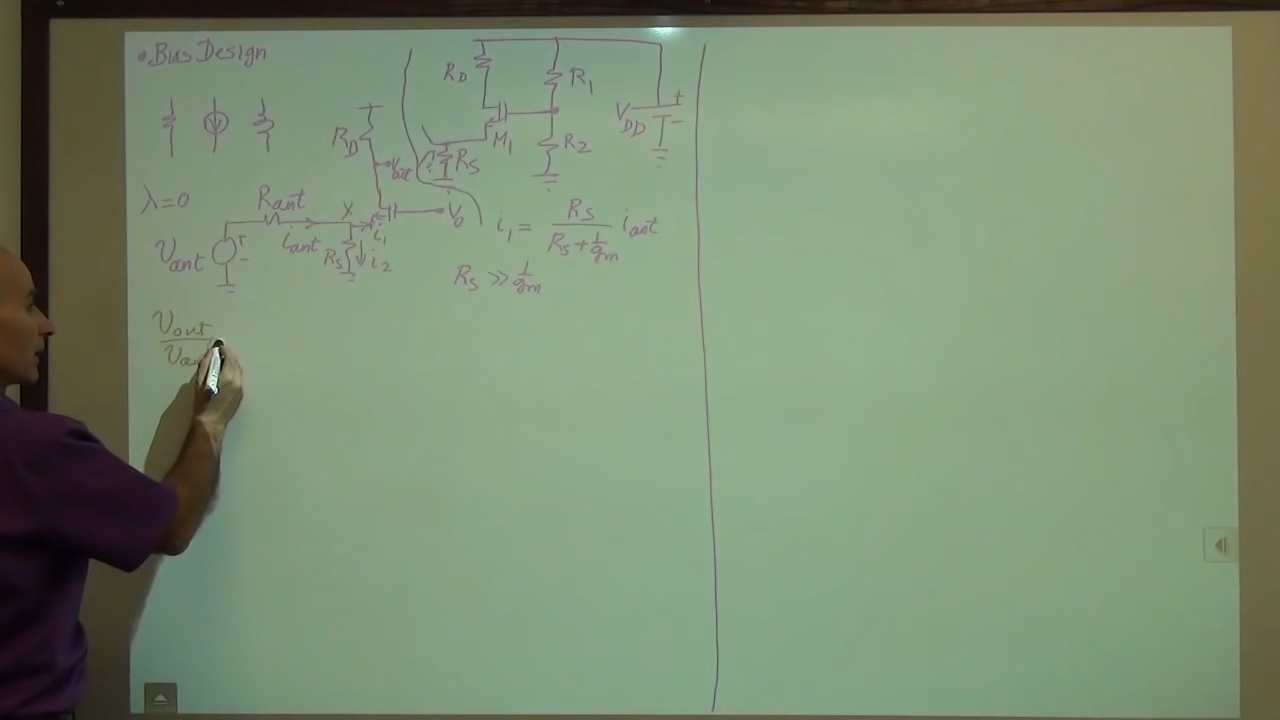 • Bias Design
R_D
R_1
V_DD
+
-
M_1
R_2
R_S
R_D
V_out
λ=0
R_ant
X
i_ant
i_1
V_b
V_ant
+
-
R_S
i_2
i_1 = R_S / (R_S + 1/g_m) i_ant
R_S >> 1/g_m
V_out